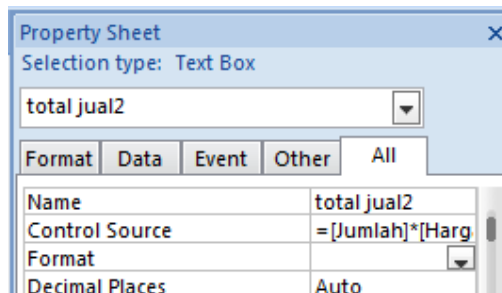 Property Sheet
Selection type: Text Box
total jual2
Format Data Event Other All
Name total jual2
Control Source =[Jumlah]*[Harg
Format
Decimal Places Auto